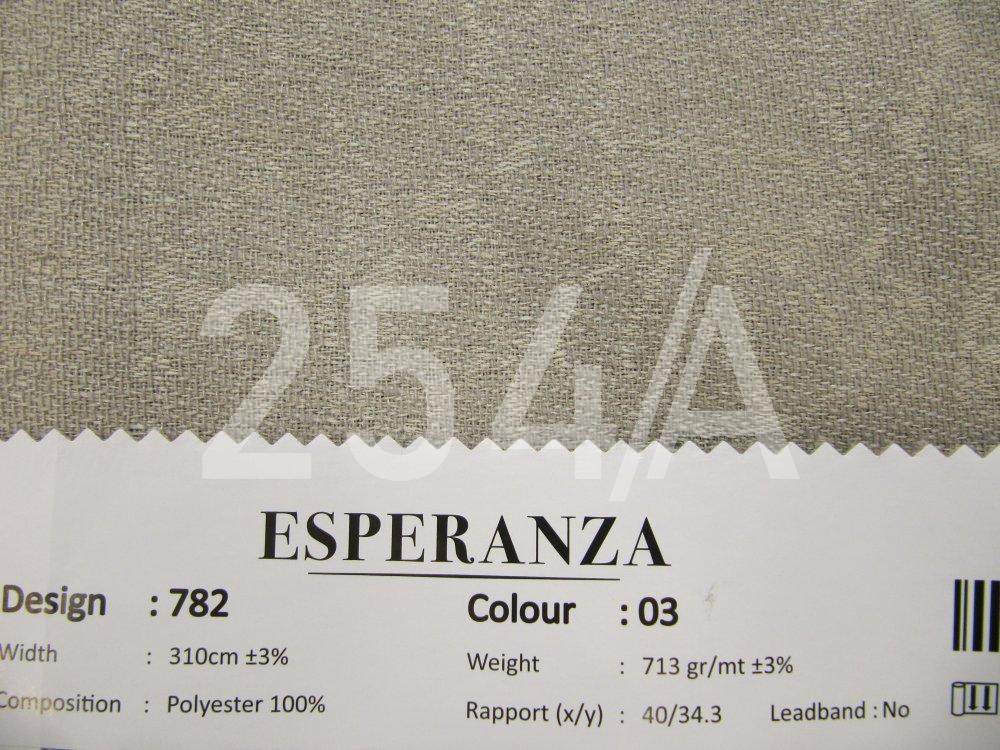 254/A
ESPERANZA
Design : 782 Colour : 03
Width : 310cm ±3% Weight : 713 gr/mt ±3%
Composition : Polyester 100% Rapport (x/y) : 40/34.3 Leadband : No